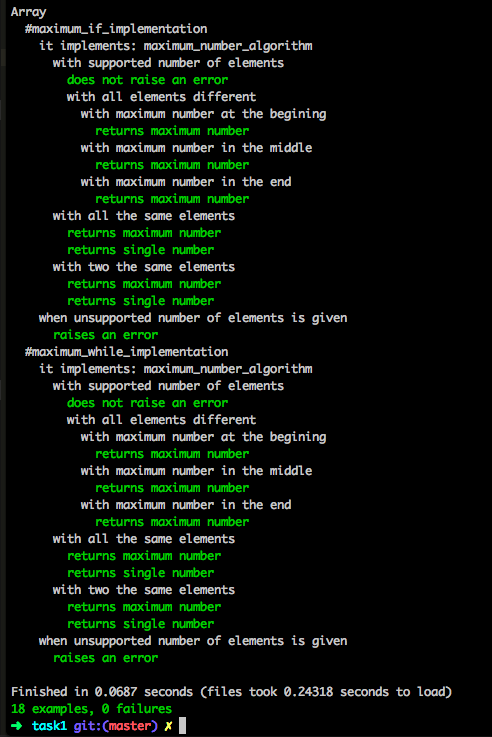 Array
#maximum_if_implementation
it implements: maximum_number_algorithm
with supported number of elements
does not raise an error
with all elements different
with maximum number at the begining
returns maximum number
with maximum number in the middle
returns maximum number
with maximum number in the end
returns maximum number
with all the same elements
returns maximum number
returns single number
with two the same elements
returns maximum number
returns single number
when unsupported number of elements is given
raises an error
#maximum_while_implementation
it implements: maximum_number_algorithm
with supported number of elements
does not raise an error
with all elements different
with maximum number at the begining
returns maximum number
with maximum number in the middle
returns maximum number
with maximum number in the end
returns maximum number
with all the same elements
returns maximum number
returns single number
with two the same elements
returns maximum number
returns single number
when unsupported number of elements is given
raises an error
Finished in 0.0687 seconds (files took 0.24318 seconds to load)
18 examples, 0 failures
➜ task1 git:(master) ✗